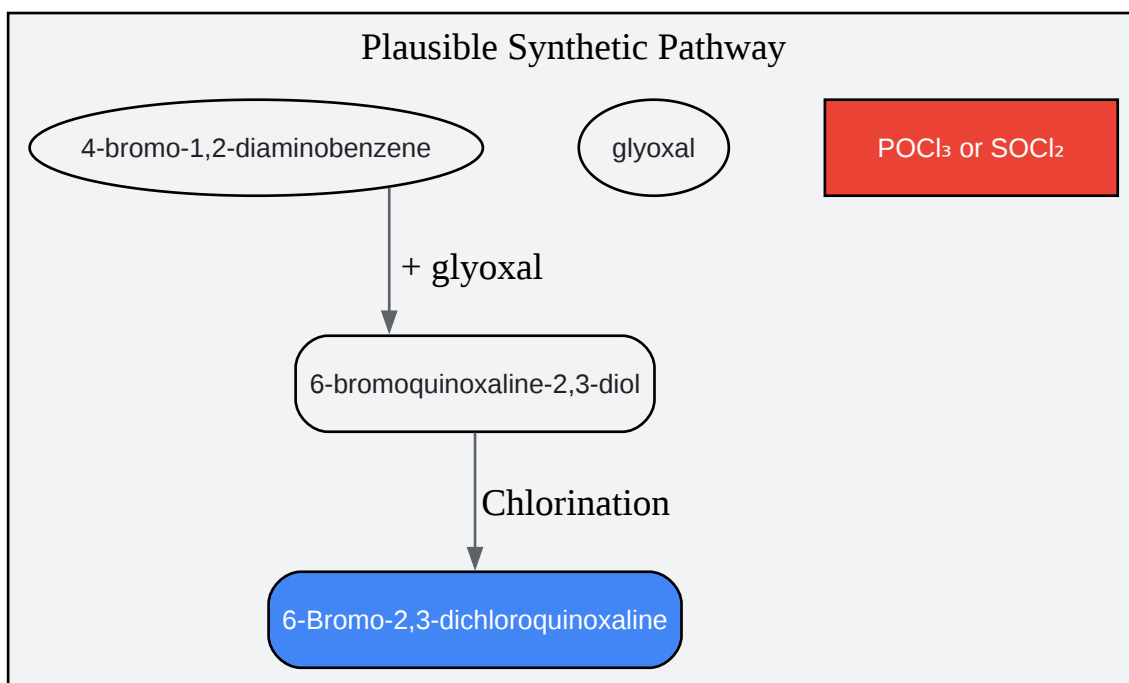 Plausible Synthetic Pathway
4-bromo-1,2-diaminobenzene
glyoxal
POCl₃ or SOCl₂
+ glyoxal
6-bromoquinoxaline-2,3-diol
Chlorination
6-Bromo-2,3-dichloroquinoxaline